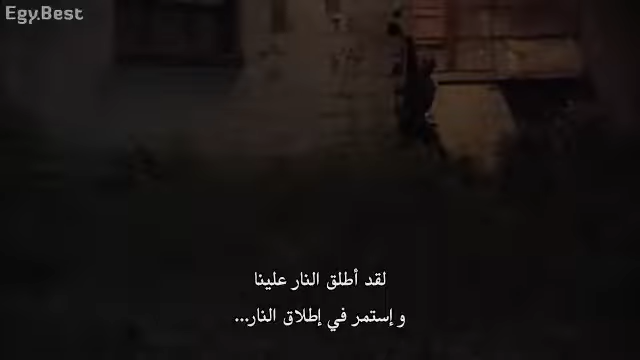 Egy.Best
لقد أطلق النار علينا
و إستمر في إطلاق النار...